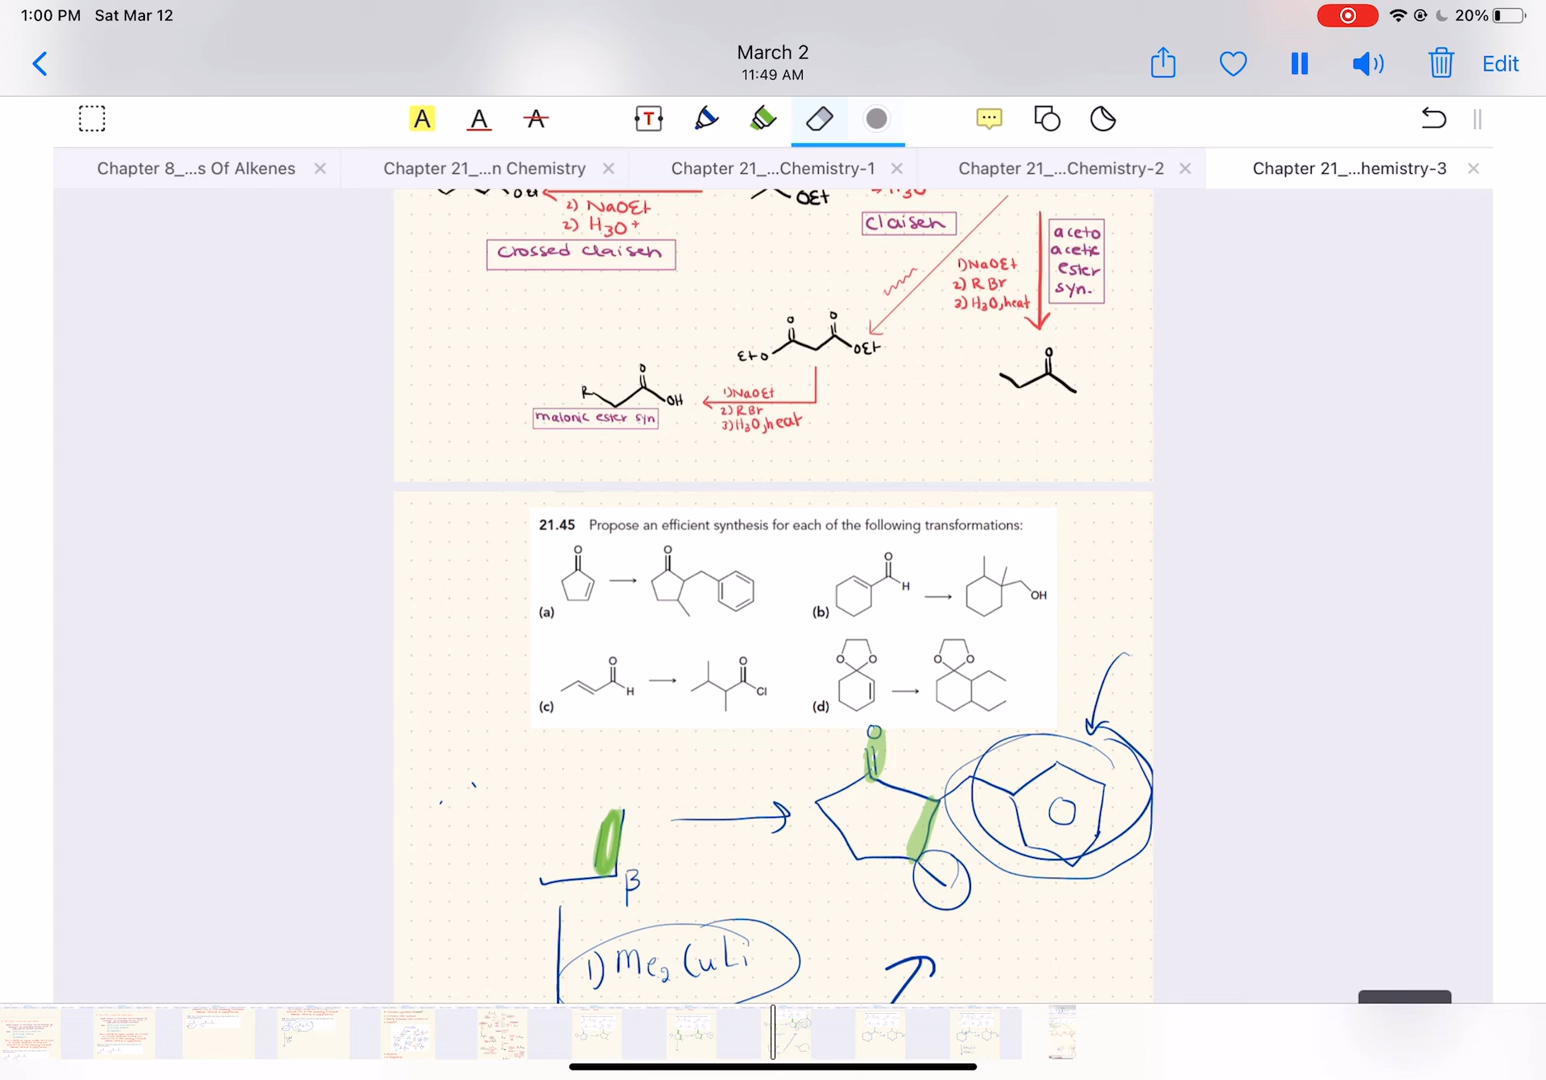 1:00 PM Sat Mar 12
20%
March 2
11:49 AM
Edit
A A A T
Chapter 8_...s Of Alkenes
Chapter 21_...n Chemistry
Chapter 21_...Chemistry-1
Chapter 21_...Chemistry-2
Chapter 21_...hemistry-3
OEt
2) NaOEt
2) H3O+
crossed claisen
OEt
H3O
claisen
1) NaOEt
2) R Br
3) H3O, heat
aceto
acetic
ester
syn.
O O
EtO OEt
O
O
R OH
malonic ester syn
1) NaOEt
2) R Br
3) H3O, heat
21.45 Propose an efficient synthesis for each of the following transformations:
O O
(a)
O
H
OH
(b)
O O
H Cl
(c)
O O O O
(d)
O
β
1) Me2CuLi